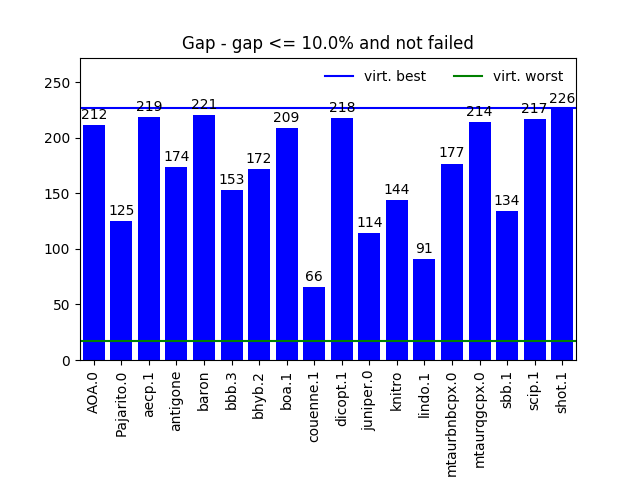 Gap - gap <= 10.0% and not failed
virt. best
virt. worst
250
200
150
100
50
0
212
125
219
174
221
153
172
209
66
218
114
144
91
177
214
134
217
226
AOA.0
Pajarito.0
aecp.1
antigone
baron
bbb.3
bhyb.2
boa.1
couenne.1
dicopt.1
juniper.0
knitro
lindo.1
mtaurbnbcpx.0
mtaurqgcpx.0
sbb.1
scip.1
shot.1